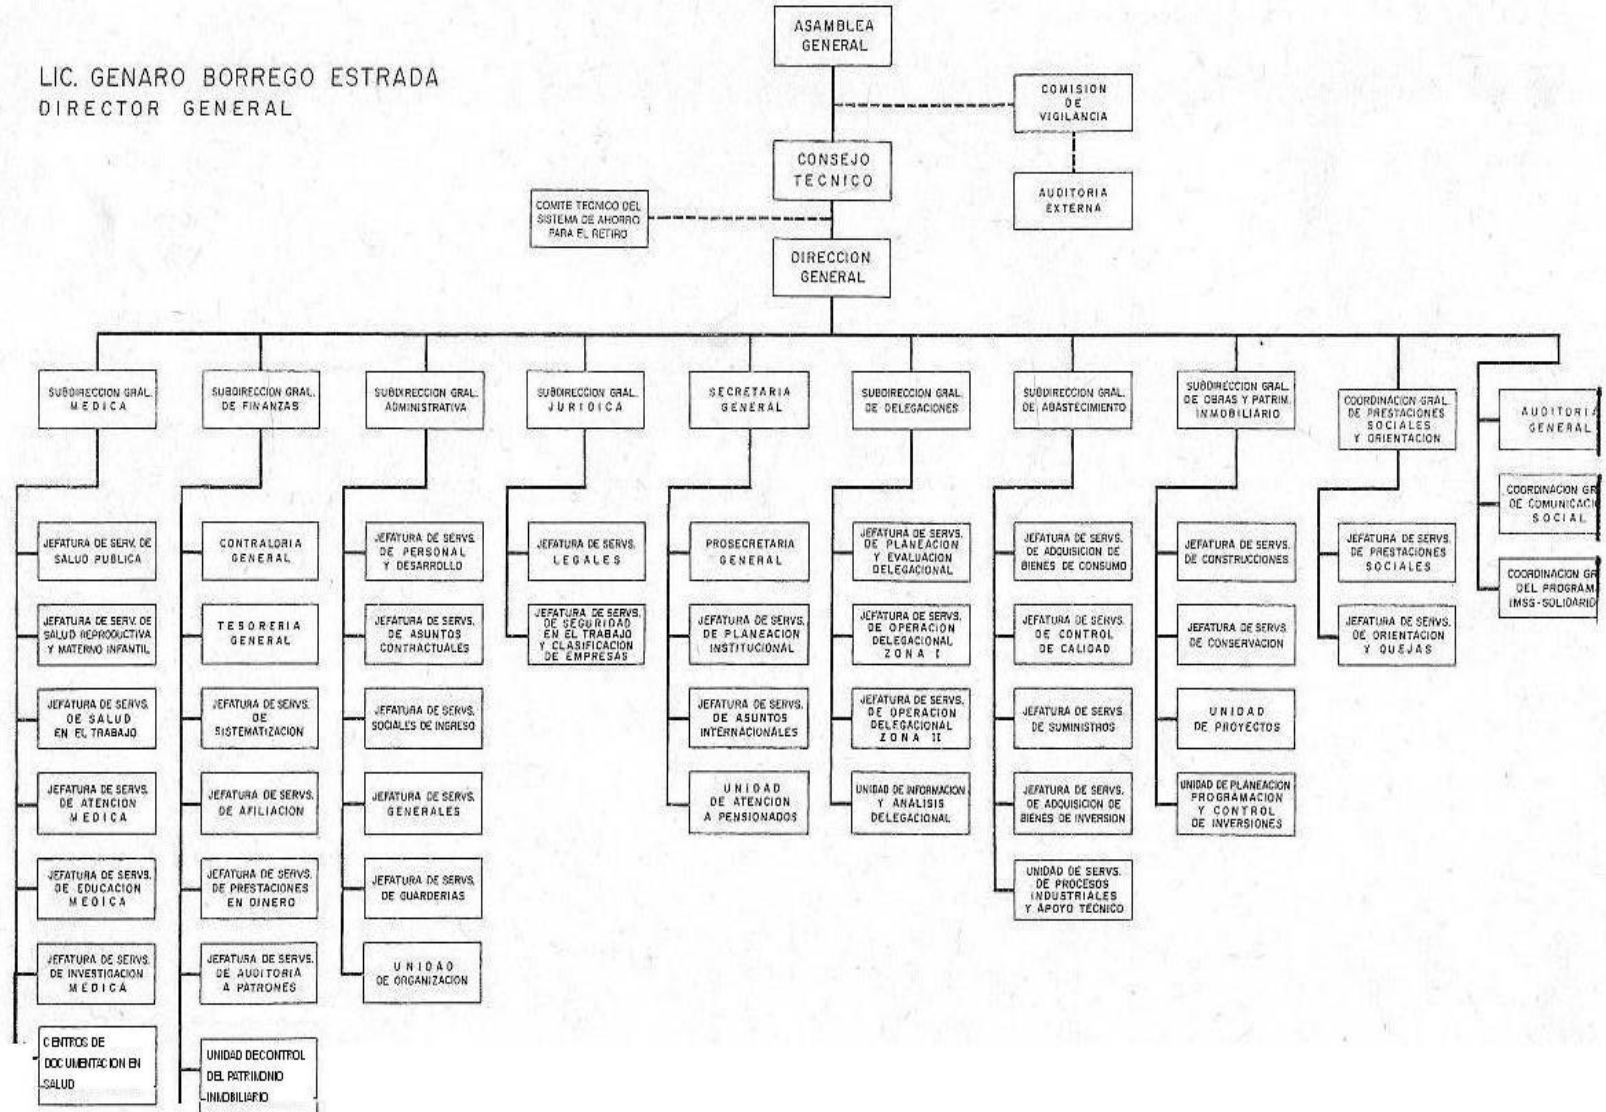 ASAMBLEA
GENERAL
LIC. GENARO BORREGO ESTRADA
DIRECTOR GENERAL
COMISION
DE
VIGILANCIA
CONSEJO
TECNICO
AUDITORIA
EXTERNA
COMITE TECNICO DEL
SISTEMA DE AHORRO
PARA EL RETIRO
DIRECCION
GENERAL
SUBDIRECCION GRAL.
MEDICA
SUBDIRECCION GRAL.
DE FINANZAS
SUBDIRECCION GRAL.
ADMINISTRATIVA
SUBDIRECCION GRAL.
JURIDICA
SECRETARIA
GENERAL
SUBDIRECCION GRAL.
DE DELEGACIONES
SUBDIRECCION GRAL.
DE ABASTECIMIENTO
SUBDIRECCION GRAL.
DE OBRAS Y PATRIM.
INMOBILIARIO
COORDINACION GRAL.
DE PRESTACIONES
SOCIALES
Y ORIENTACION
AUDITORIA
GENERAL
COORDINACION GR
DE COMUNICACI
SOCIAL
COORDINACION GR
DEL PROGRAM
IMSS-SOLIDARID
JEFATURA DE SERV. DE
SALUD PUBLICA
JEFATURA DE SERV. DE
SALUD REPRODUCTIVA
Y MATERNO INFANTIL
JEFATURA DE SERVS.
DE SALUD
EN EL TRABAJO
JEFATURA DE SERVS.
DE ATENCION
MEDICA
JEFATURA DE SERVS.
DE EDUCACION
MEDICA
JEFATURA DE SERVS.
DE INVESTIGACION
MEDICA
CENTROS DE
DOCUMENTACION EN
SALUD
CONTRALORIA
GENERAL
TESORERIA
GENERAL
JEFATURA DE SERVS.
DE
SISTEMATIZACION
JEFATURA DE SERVS.
DE AFILIACION
JEFATURA DE SERVS.
DE PRESTACIONES
EN DINERO
JEFATURA DE SERVS.
DE AUDITORIA
A PATRONES
UNIDAD DECONTROL
DEL PATRIMONIO
INMOBILIARIO
JEFATURA DE SERVS.
DE PERSONAL
Y DESARROLLO
JEFATURA DE SERVS.
DE ASUNTOS
CONTRACTUALES
JEFATURA DE SERVS.
SOCIALES DE INGRESO
JEFATURA DE SERVS.
GENERALES
JEFATURA DE SERVS.
DE GUARDERIAS
UNIDAD
DE ORGANIZACION
JEFATURA DE SERVS.
LEGALES
JEFATURA DE SERVS.
DE SEGURIDAD
EN EL TRABAJO
Y CLASIFICACION
DE EMPRESAS
PROSECRETARIA
GENERAL
JEFATURA DE SERVS.
DE PLANEACION
INSTITUCIONAL
JEFATURA DE SERVS.
DE ASUNTOS
INTERNACIONALES
UNIDAD
DE ATENCION
A PENSIONADOS
JEFATURA DE SERVS.
DE PLANEACION
Y EVALUACION
DELEGACIONAL
JEFATURA DE SERVS.
DE OPERACION
DELEGACIONAL
ZONA I
JEFATURA DE SERVS.
DE OPERACION
DELEGACIONAL
ZONA II
UNIDAD DE INFORMACION
Y ANALISIS
DELEGACIONAL
JEFATURA DE SERVS.
DE ADQUISICION DE
BIENES DE CONSUMO
JEFATURA DE SERVS.
DE CONTROL
DE CALIDAD
JEFATURA DE SERVS.
DE SUMINISTROS
JEFATURA DE SERVS.
DE ADQUISICION DE
BIENES DE INVERSION
UNIDAD DE SERVS.
DE PROCESOS
INDUSTRIALES
Y APOYO TECNICO
JEFATURA DE SERVS.
DE CONSTRUCCIONES
JEFATURA DE SERVS.
DE CONSERVACION
UNIDAD
DE PROYECTOS
UNIDAD DE PLANEACION
PROGRAMACION
Y CONTROL
DE INVERSIONES
JEFATURA DE SERVS.
DE PRESTACIONES
SOCIALES
JEFATURA DE SERVS.
DE ORIENTACION
Y QUEJAS